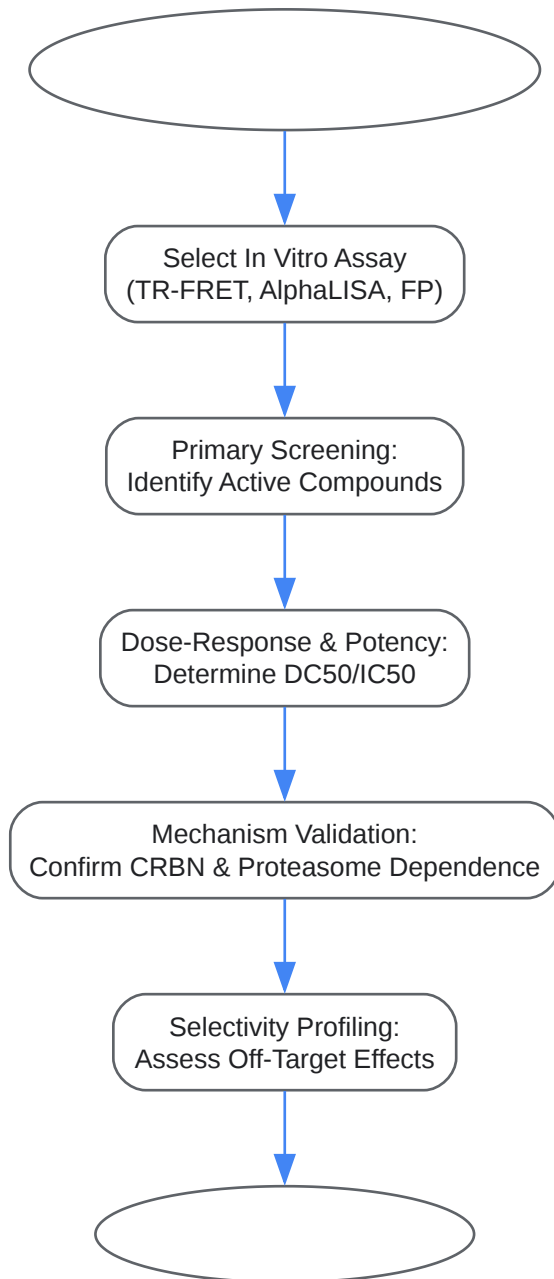 Select In Vitro Assay
(TR-FRET, AlphaLISA, FP)
Primary Screening:
Identify Active Compounds
Dose-Response & Potency:
Determine DC50/IC50
Mechanism Validation:
Confirm CRBN & Proteasome Dependence
Selectivity Profiling:
Assess Off-Target Effects